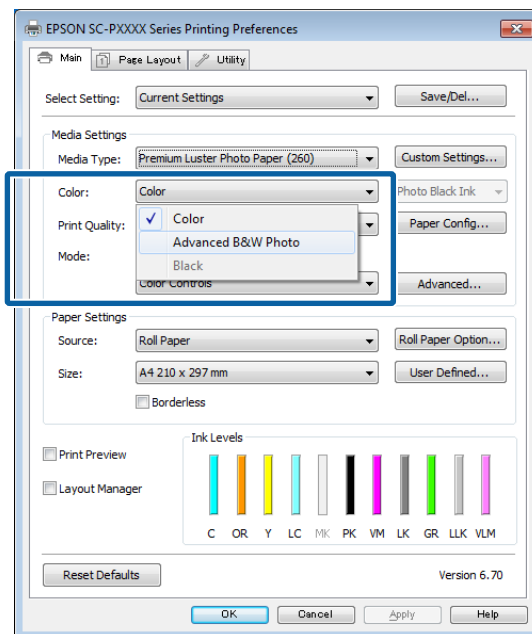 EPSON SC-PXXXX Series Printing Preferences
Main Page Layout Utility
Select Setting: Current Settings Save/Del...
Media Settings
Media Type: Premium Luster Photo Paper (260) Custom Settings...
Color: Color Photo Black Ink
Print Quality: Color Paper Config...
Advanced B&W Photo
Mode: Black
Color Controls Advanced...
Paper Settings
Source: Roll Paper Roll Paper Option...
Size: A4 210 x 297 mm User Defined...
Borderless
Ink Levels
Print Preview
Layout Manager
C OR Y LC MK PK VM LK GR LLK VLM
Reset Defaults Version 6.70
OK Cancel Apply Help